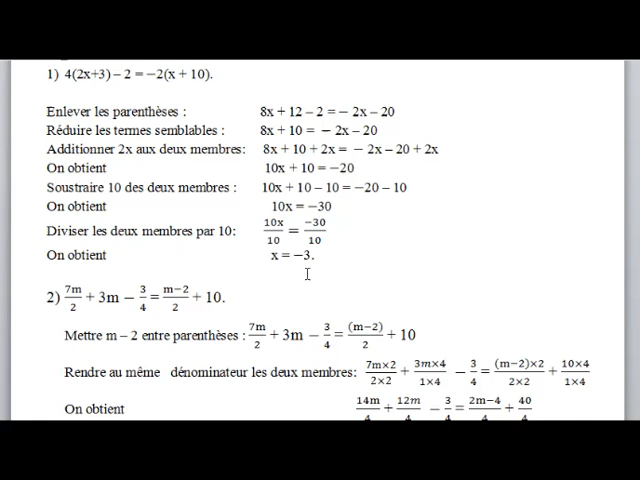 1) 4(2x+3) – 2 = −2(x + 10).
Enlever les parenthèses : 8x + 12 – 2 = − 2x – 20
Réduire les termes semblables : 8x + 10 = − 2x – 20
Additionner 2x aux deux membres: 8x + 10 + 2x = − 2x – 20 + 2x
On obtient 10x + 10 = −20
Soustraire 10 des deux membres : 10x + 10 – 10 = −20 – 10
On obtient 10x = −30
Diviser les deux membres par 10: 10x/10 = −30/10
On obtient x = −3.
2) 7m/2 + 3m − 3/4 = m−2/2 + 10.
Mettre m – 2 entre parenthèses : 7m/2 + 3m − 3/4 = (m−2)/2 + 10
Rendre au même dénominateur les deux membres: 7m×2/2×2 + 3m×4/1×4 − 3/4 = (m−2)×2/2×2 + 10×4/1×4
On obtient 14m/4 + 12m/4 − 3/4 = 2m−4/4 + 40/4